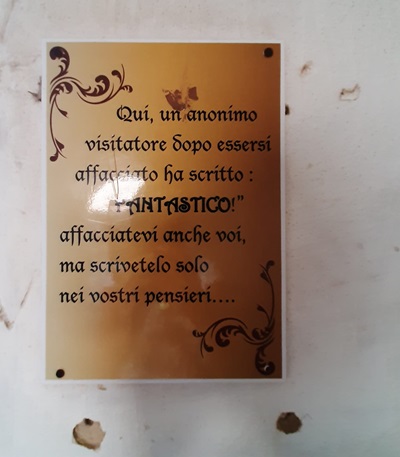 Qui, un anonimo
visitatore dopo essersi
affacciato ha scritto :
"FANTASTICO!"
affacciatevi anche voi,
ma scrivetelo solo
nei vostri pensieri....